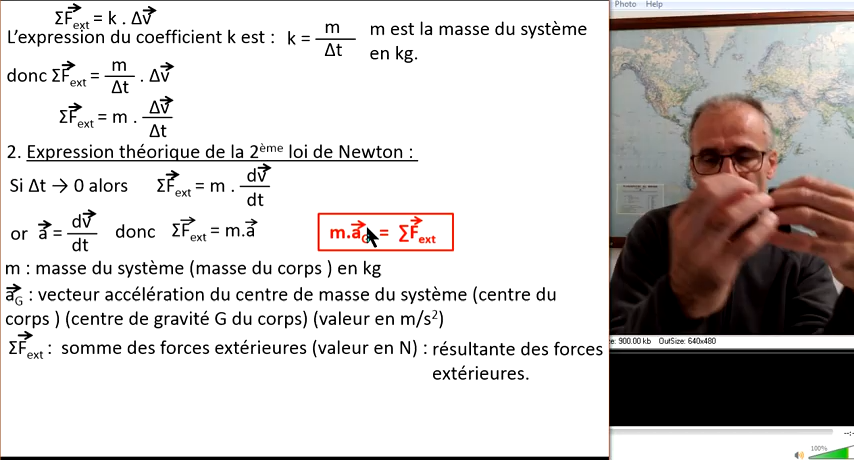 ΣF⃗ext = k . Δv⃗
L’expression du coefficient k est : k = m/Δt m est la masse du système
en kg.
donc ΣF⃗ext = m/Δt . Δv⃗
ΣF⃗ext = m . Δv⃗/Δt
2. Expression théorique de la 2ème loi de Newton :
Si Δt → 0 alors ΣF⃗ext = m . dv⃗/dt
or a⃗ = dv⃗/dt donc ΣF⃗ext = m.a⃗
m.a⃗G = ΣF⃗ext
m : masse du système (masse du corps ) en kg
a⃗G : vecteur accélération du centre de masse du système (centre du
corps ) (centre de gravité G du corps) (valeur en m/s²)
ΣF⃗ext : somme des forces extérieures (valeur en N) : résultante des forces
extérieures.
Photo Help
e: 900.00 kb OutSize: 640x480
100%